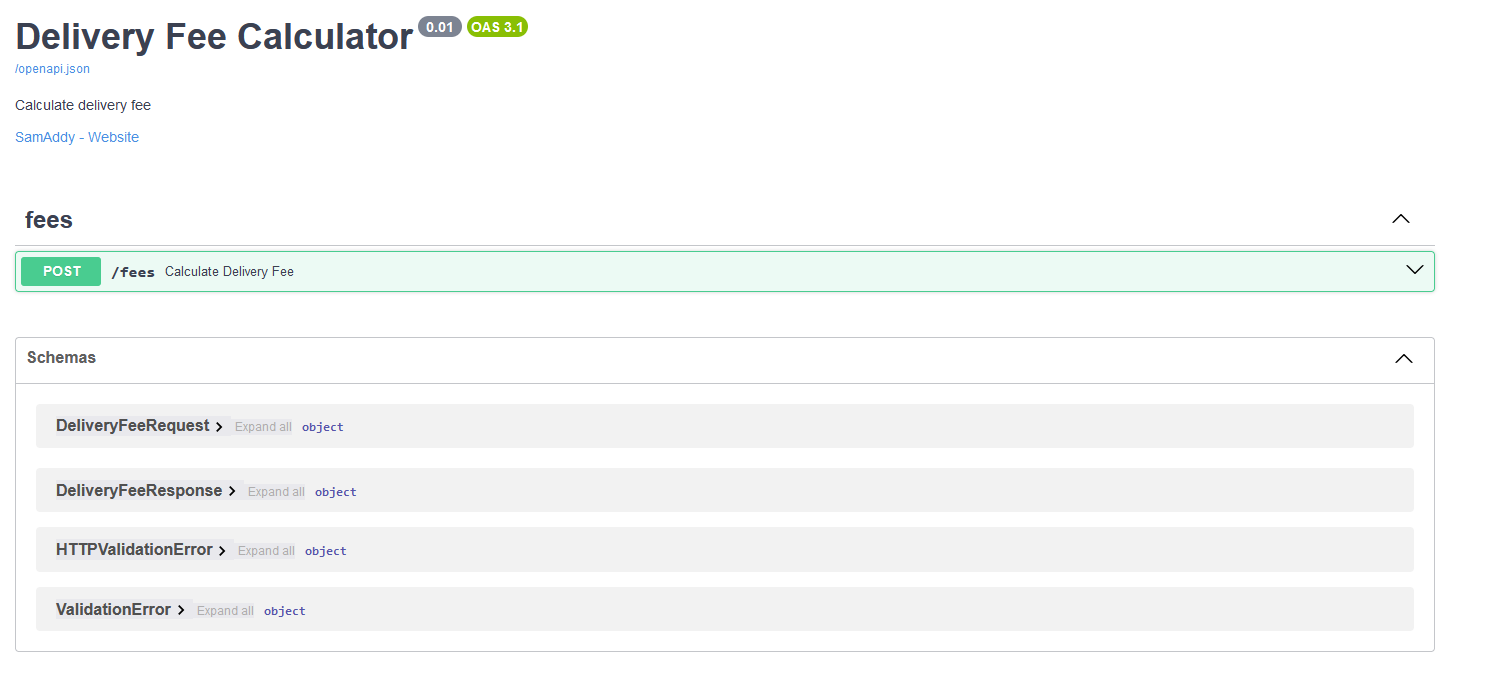 Delivery Fee Calculator 0.01 OAS 3.1
/openapi.json
Calculate delivery fee
SamAddy - Website
fees
POST /fees Calculate Delivery Fee
Schemas
DeliveryFeeRequest Expand all object
DeliveryFeeResponse Expand all object
HTTPValidationError Expand all object
ValidationError Expand all object